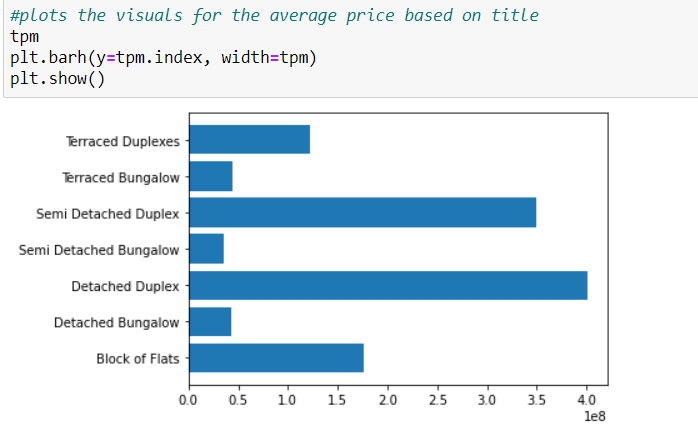 #plots the visuals for the average price based on title
tpm
plt.barh(y=tpm.index, width=tpm)
plt.show()
Terraced Duplexes
Terraced Bungalow
Semi Detached Duplex
Semi Detached Bungalow
Detached Duplex
Detached Bungalow
Block of Flats
0.0 0.5 1.0 1.5 2.0 2.5 3.0 3.5 4.0
1e8